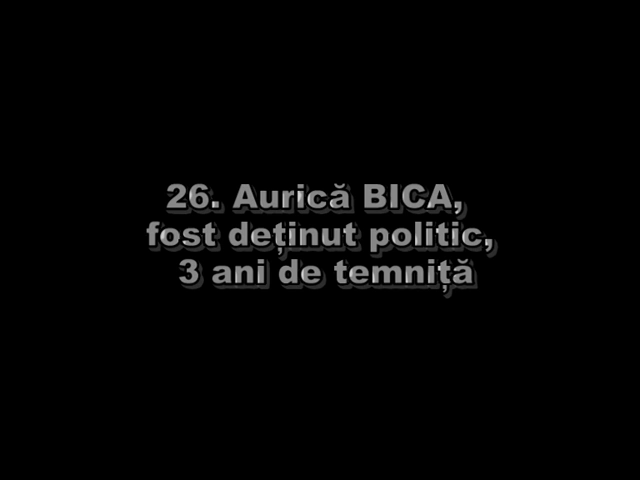 26. Aurică BICA,
fost deținut politic,
3 ani de temniță